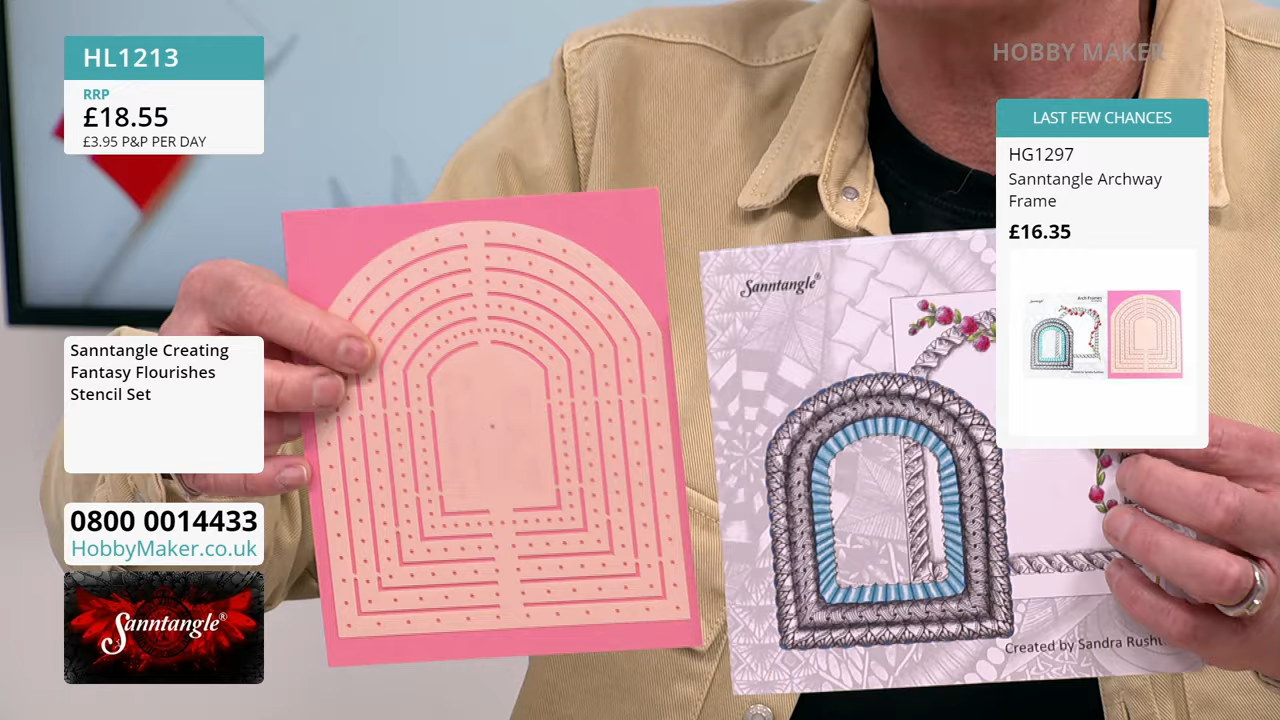 HL1213
RRP
£18.55
£3.95 P&P PER DAY
HOBBY MAKER
LAST FEW CHANCES
HG1297
Sanntangle Archway
Frame
£16.35
Sanntangle®
Sanntangle Creating
Fantasy Flourishes
Stencil Set
0800 0014433
HobbyMaker.co.uk
Sanntangle®
Created by Sandra